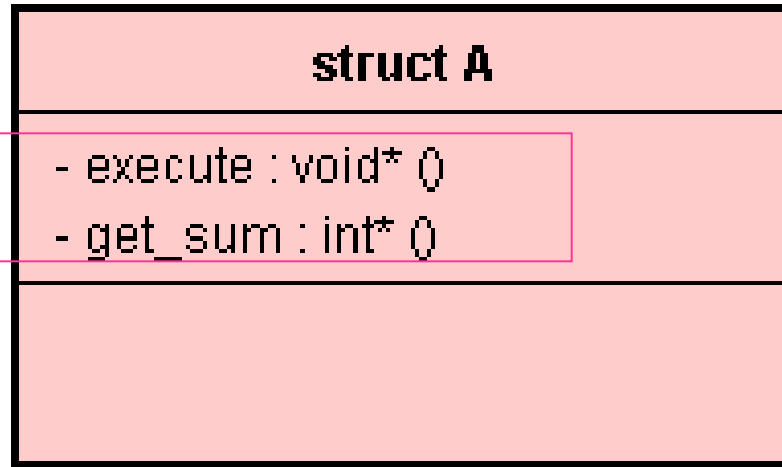 struct A
- execute : void* ()
- get_sum : int* ()